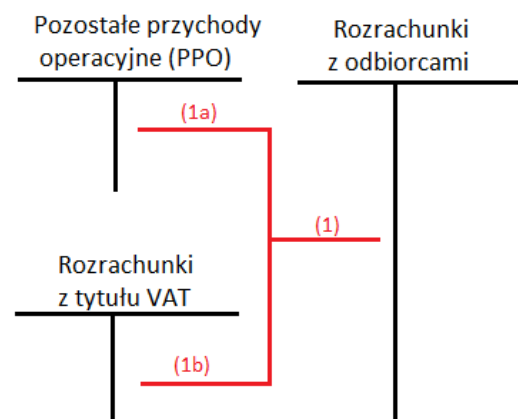 Pozostałe przychody
operacyjne (PPO)
Rozrachunki
z odbiorcami
(1a)
(1)
Rozrachunki
z tytułu VAT
(1b)